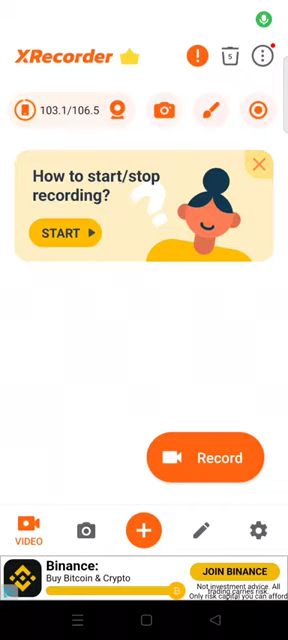 XRecorder
5
103.1/106.5
How to start/stop
recording?
START
Record
VIDEO
Binance:
Buy Bitcoin & Crypto
JOIN BINANCE
Not investment advice. All
trading carries risk.
Only risk capital you can afford